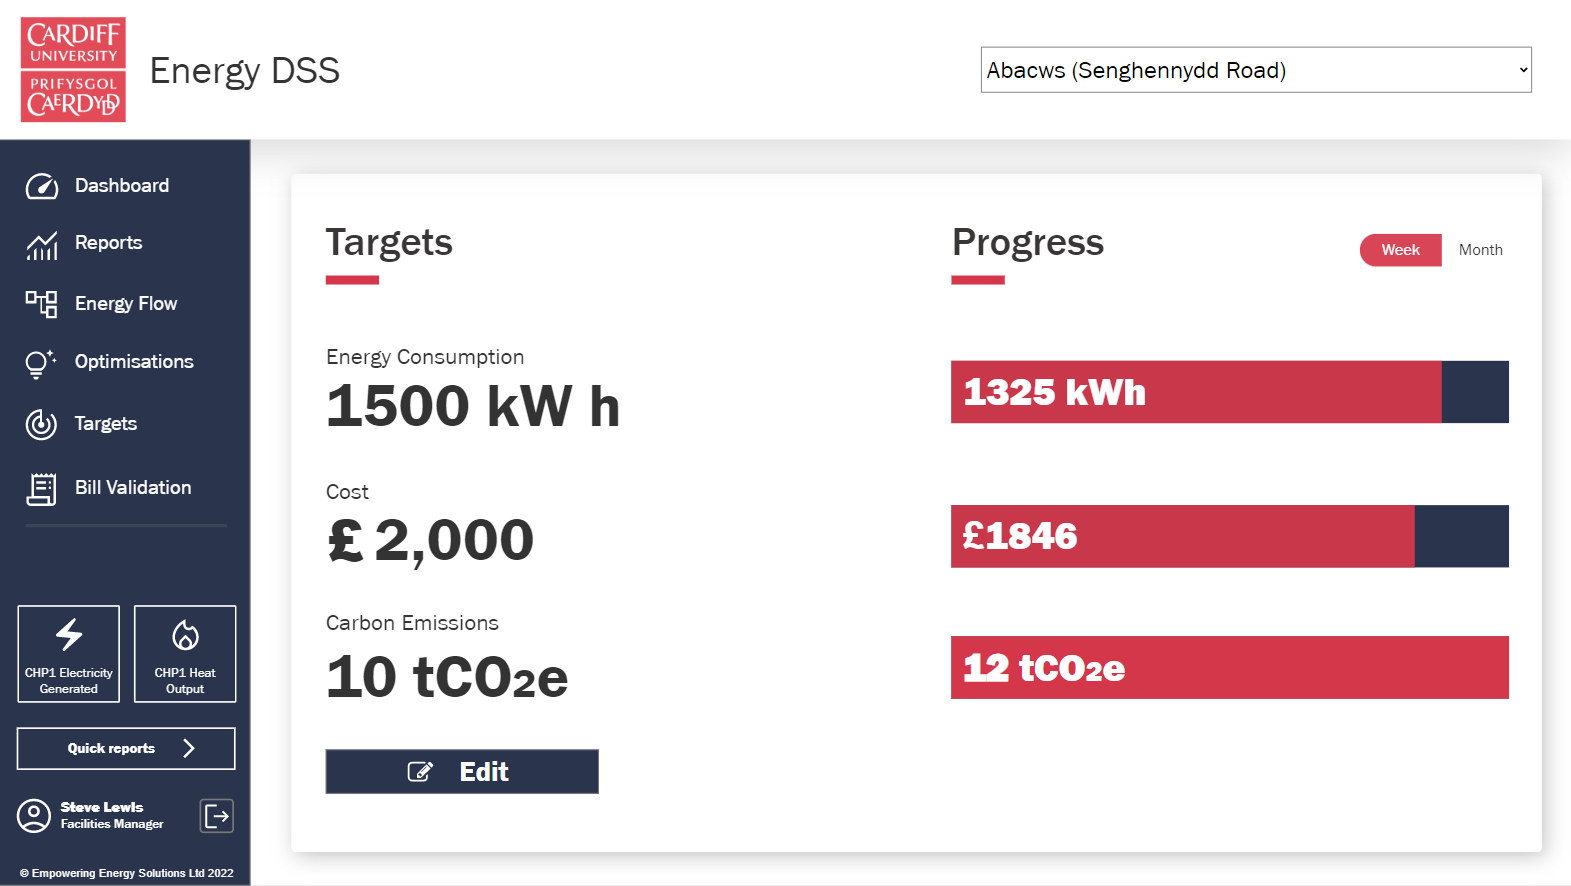 CARDIFF
UNIVERSITY
PRIFYSGOL
CAERDYDD
Energy DSS
Abacws (Senghennydd Road)
Dashboard
Reports
Energy Flow
Optimisations
Targets
Bill Validation
CHP1 Electricity
Generated
CHP1 Heat
Output
Quick reports
Steve Lewis
Facilities Manager
© Empowering Energy Solutions Ltd 2022
Targets
Energy Consumption
1500 kW h
Cost
£ 2,000
Carbon Emissions
10 tCO2e
Edit
Progress
Week
Month
1325 kWh
£1846
12 tCO2e